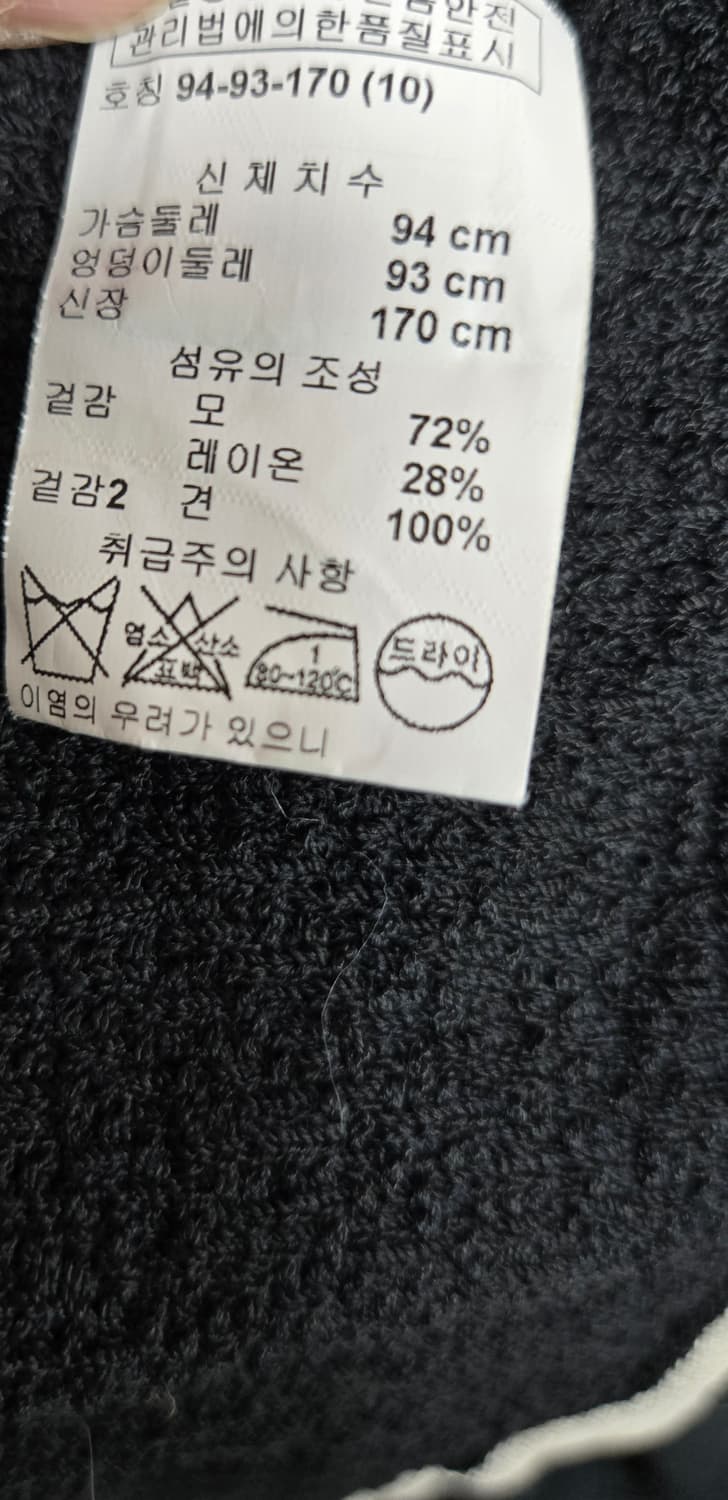 안전
관리법에의한품질표시
호칭 94-93-170 (10)
신 체 치 수
가슴둘레 94 cm
엉덩이둘레 93 cm
신장 170 cm
섬유의 조성
겉감 모 72%
레이온 28%
겉감2 견 100%
취급주의 사항
염소 산소
표백
1
80~120℃
드라이
이염의 우려가 있으니